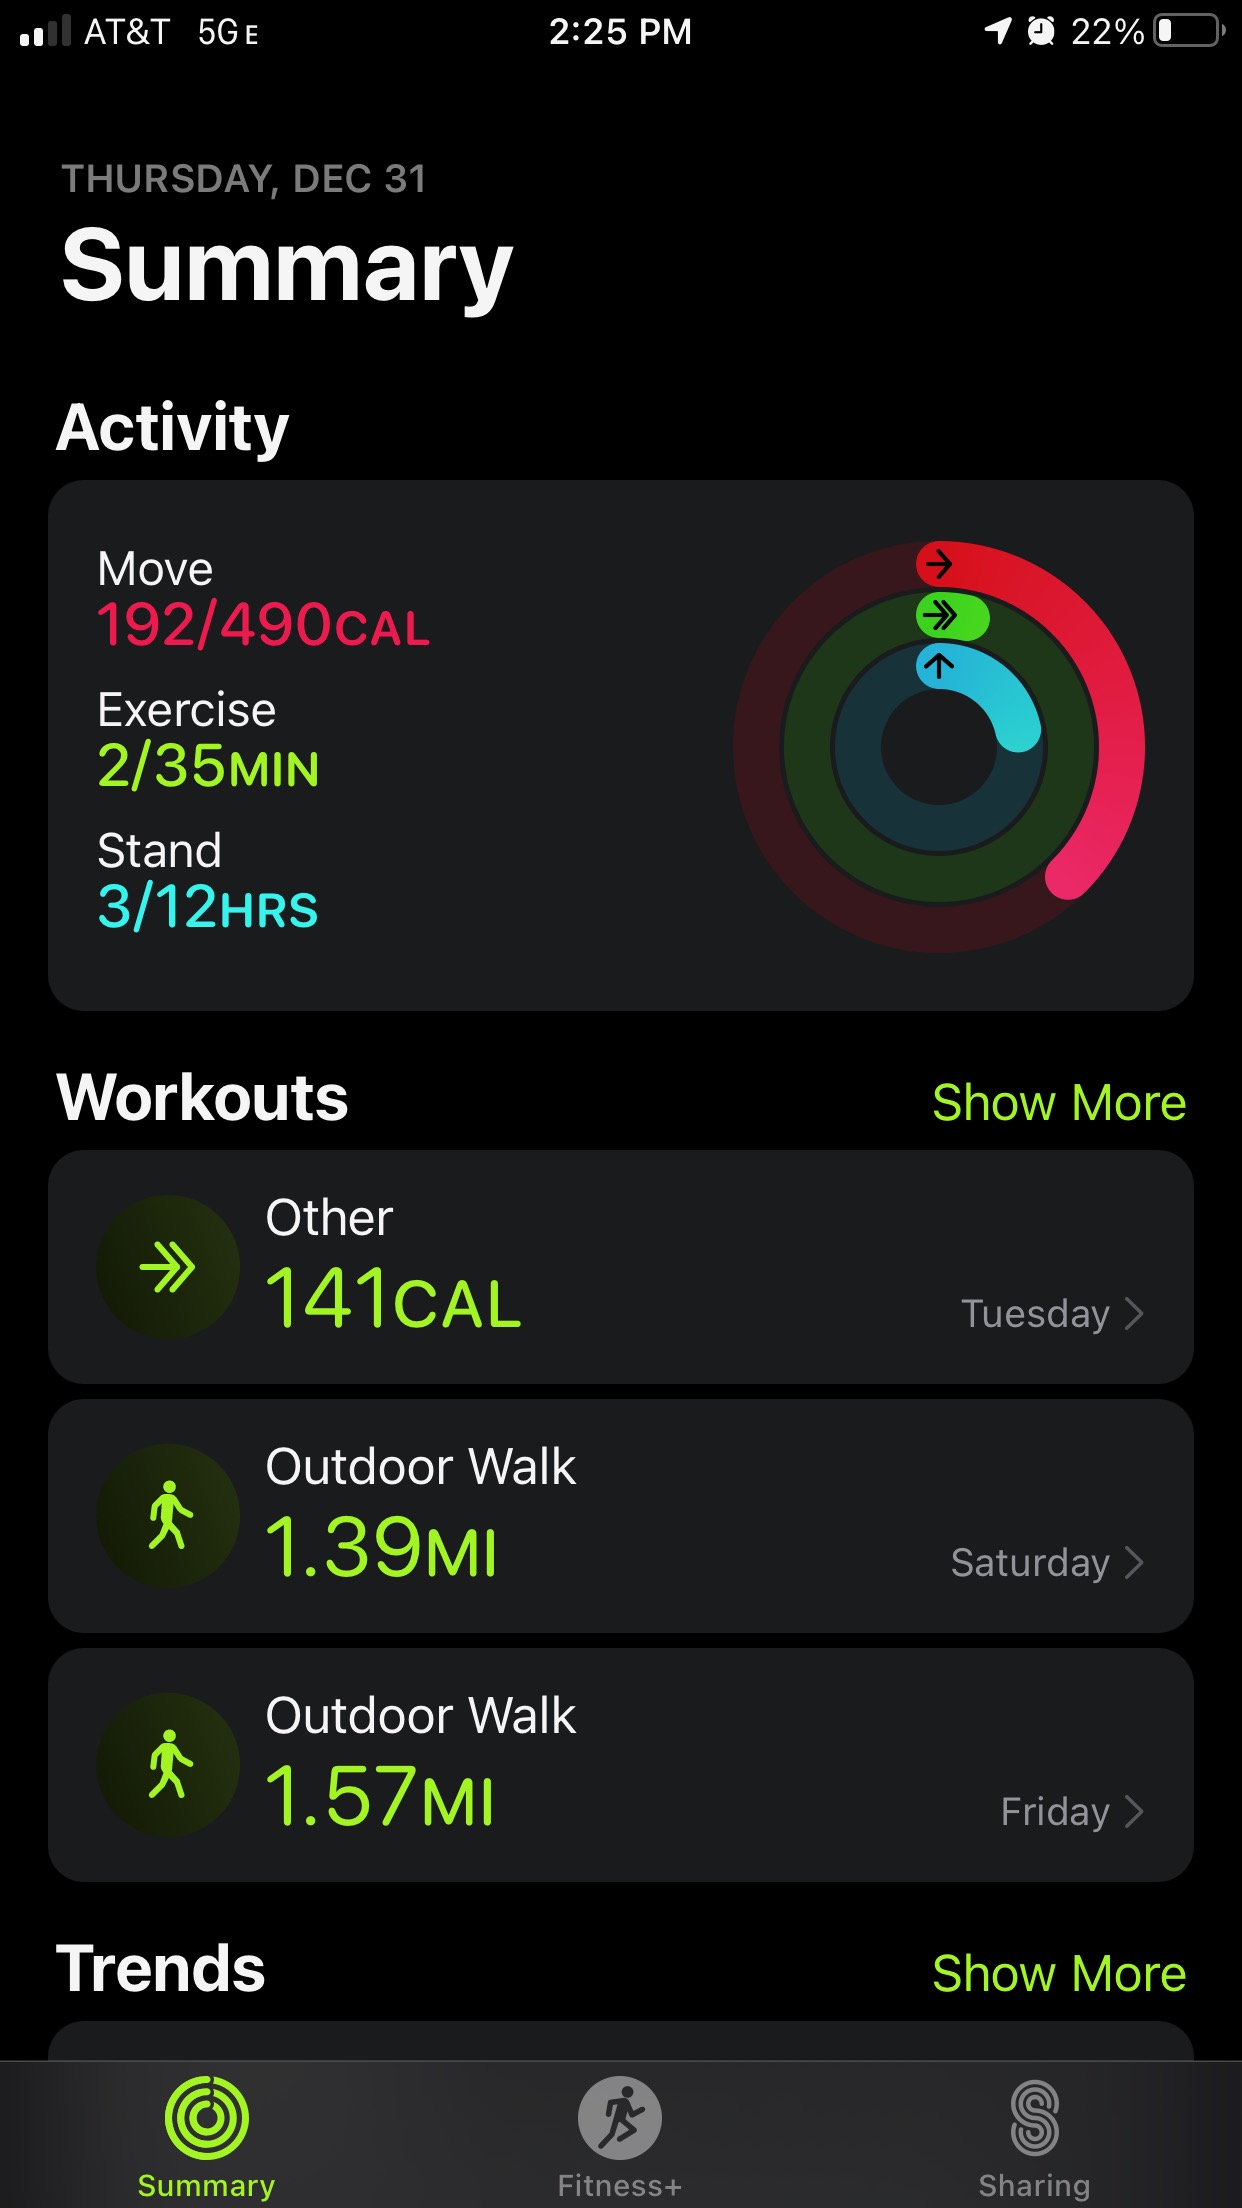 AT&T 5G E 2:25 PM 22%
THURSDAY, DEC 31
Summary
Activity
Move
192/490CAL
Exercise
2/35MIN
Stand
3/12HRS
Workouts Show More
Other
141CAL
Tuesday
Outdoor Walk
1.39MI
Saturday
Outdoor Walk
1.57MI
Friday
Trends Show More
Summary Fitness+ Sharing